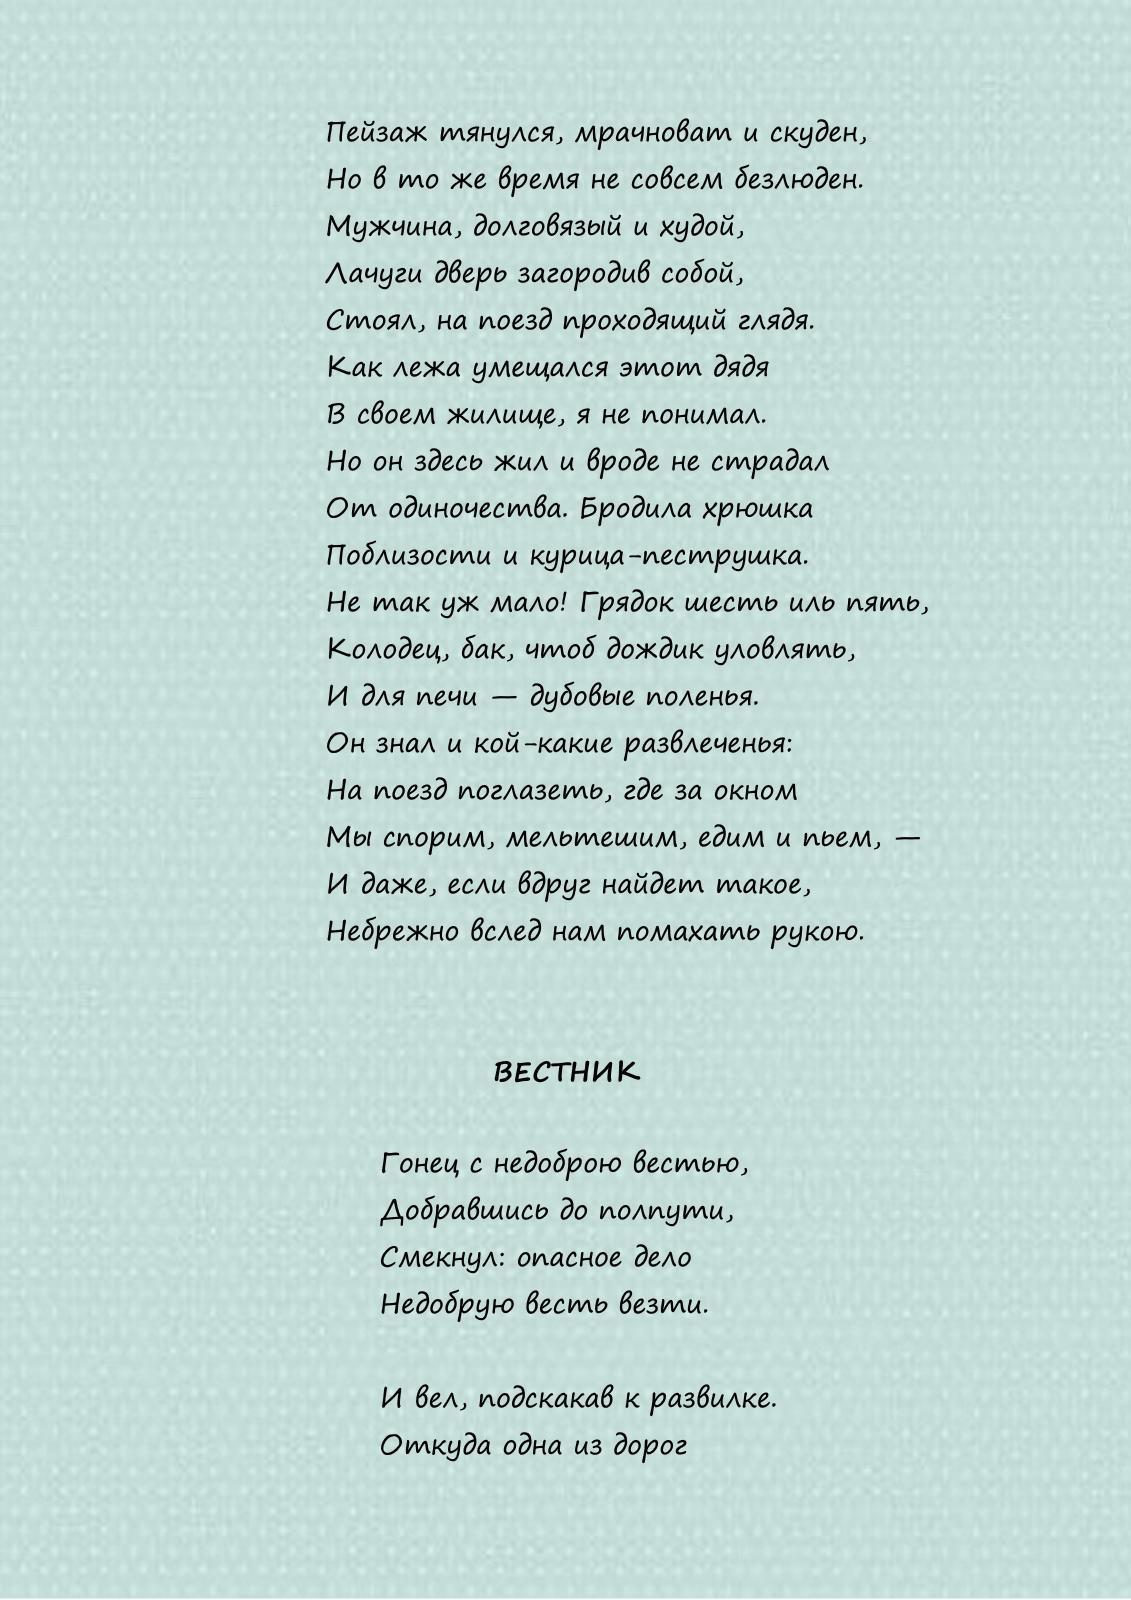 Пейзаж тянулся, мрачноват и скуден,
Но в то же время не совсем безлюден.
Мужчина, долговязый и худой,
Лачуги дверь загородив собой,
Стоял, на поезд проходящий глядя.
Как лежа умещался этот дядя
В своем жилище, я не понимал.
Но он здесь жил и вроде не страдал
От одиночества. Бродила хрюшка
Поблизости и курица-пеструшка.
Не так уж мало! Грядок шесть иль пять,
Колодец, бак, чтоб дождик уловлять,
И для печи — дубовые поленья.
Он знал и кой-какие развлеченья:
На поезд поглазеть, где за окном
Мы спорим, мельтешим, едим и пьем, —
И даже, если вдруг найдет такое,
Небрежно вслед нам помахать рукою.
ВЕСТНИК
Гонец с недоброю вестью,
Добравшись до полпути,
Смекнул: опасное дело
Недобрую весть везти.
И вел, подскакав к развилке.
Откуда одна из дорог